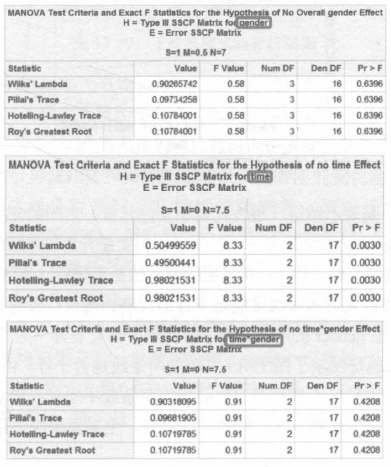 MANOVA Test Criteria and Exact F Statistics for the Hypothesis of No Overall gender Effect
H = Type III SSCP Matrix for gender
E = Error SSCP Matrix
S=1 M=0.5 N=7
Statistic Value F Value Num DF Den DF Pr > F
Wilks' Lambda 0.90265742 0.58 3 16 0.6396
Pillai's Trace 0.09734258 0.58 3 16 0.6396
Hotelling-Lawley Trace 0.10784001 0.58 3 16 0.6396
Roy's Greatest Root 0.10784001 0.58 3 16 0.6396
MANOVA Test Criteria and Exact F Statistics for the Hypothesis of no time Effect
H = Type III SSCP Matrix for time
E = Error SSCP Matrix
S=1 M=0 N=7.5
Statistic Value F Value Num DF Den DF Pr > F
Wilks' Lambda 0.50499559 8.33 2 17 0.0030
Pillai's Trace 0.49500441 8.33 2 17 0.0030
Hotelling-Lawley Trace 0.98021531 8.33 2 17 0.0030
Roy's Greatest Root 0.98021531 8.33 2 17 0.0030
MANOVA Test Criteria and Exact F Statistics for the Hypothesis of no time*gender Effect
H = Type III SSCP Matrix for time*gender
E = Error SSCP Matrix
S=1 M=0 N=7.5
Statistic Value F Value Num DF Den DF Pr > F
Wilks' Lambda 0.90318095 0.91 2 17 0.4208
Pillai's Trace 0.09681905 0.91 2 17 0.4208
Hotelling-Lawley Trace 0.10719785 0.91 2 17 0.4208
Roy's Greatest Root 0.10719785 0.91 2 17 0.4208